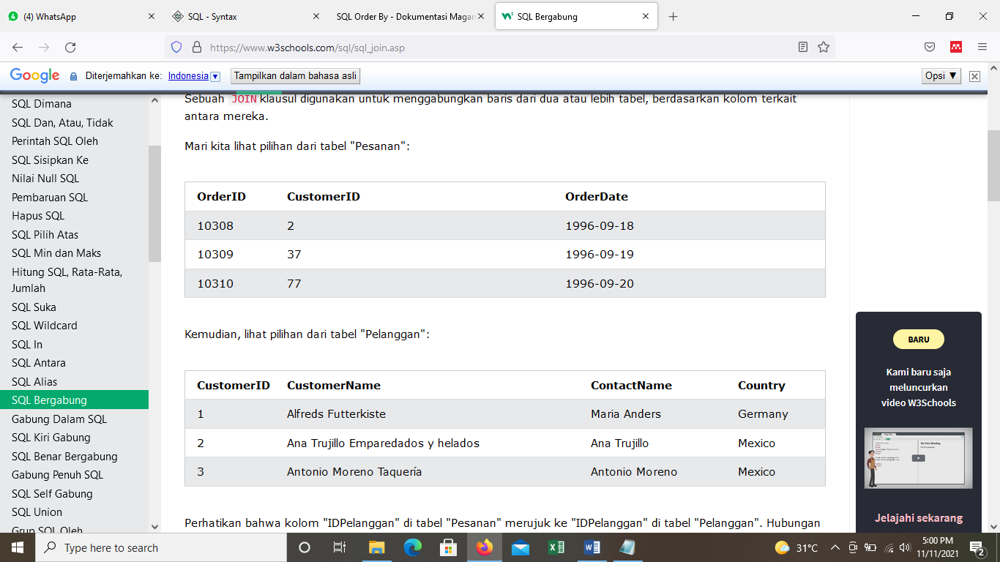 (4) WhatsApp
SQL - Syntax
SQL Order By - Dokumentasi Magan
SQL Bergabung
https://www.w3schools.com/sql/sql_join.asp
Google Diterjemahkan ke: Indonesia Tampilkan dalam bahasa asli Opsi ▼
SQL Dimana
SQL Dan, Atau, Tidak
Perintah SQL Oleh
SQL Sisipkan Ke
Nilai Null SQL
Pembaruan SQL
Hapus SQL
SQL Pilih Atas
SQL Min dan Maks
Hitung SQL, Rata-Rata,
Jumlah
SQL Suka
SQL Wildcard
SQL In
SQL Antara
SQL Alias
SQL Bergabung
Gabung Dalam SQL
SQL Kiri Gabung
SQL Benar Bergabung
Gabung Penuh SQL
SQL Self Gabung
SQL Union
Grup SQL Oleh
Sebuah JOIN klausul digunakan untuk menggabungkan baris dari dua atau lebih tabel, berdasarkan kolom terkait
antara mereka.
Mari kita lihat pilihan dari tabel "Pesanan":
OrderID CustomerID OrderDate
10308 2 1996-09-18
10309 37 1996-09-19
10310 77 1996-09-20
Kemudian, lihat pilihan dari tabel "Pelanggan":
CustomerID CustomerName ContactName Country
1 Alfreds Futterkiste Maria Anders Germany
2 Ana Trujillo Emparedados y helados Ana Trujillo Mexico
3 Antonio Moreno Taquería Antonio Moreno Mexico
Perhatikan bahwa kolom "IDPelanggan" di tabel "Pesanan" merujuk ke "IDPelanggan" di tabel "Pelanggan". Hubungan
BARU
Kami baru saja
meluncurkan
video W3Schools
Jelajahi sekarang
Type here to search
31°C
5:00 PM
11/11/2021
2